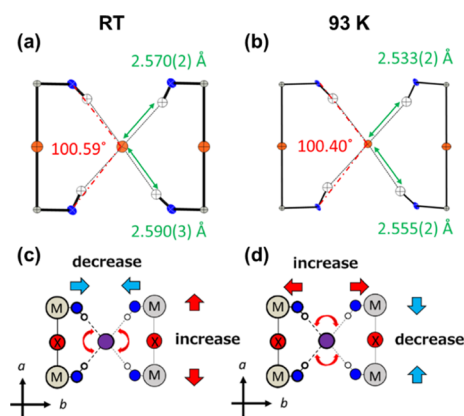 RT
93 K
(a)
2.570(2) Å
(b)
2.533(2) Å
100.59°
100.40°
2.590(3) Å
2.555(2) Å
(c)
decrease
(d)
increase
M
M
M
M
X
X
increase
X
X
decrease
M
M
M
M
a
b
a
b